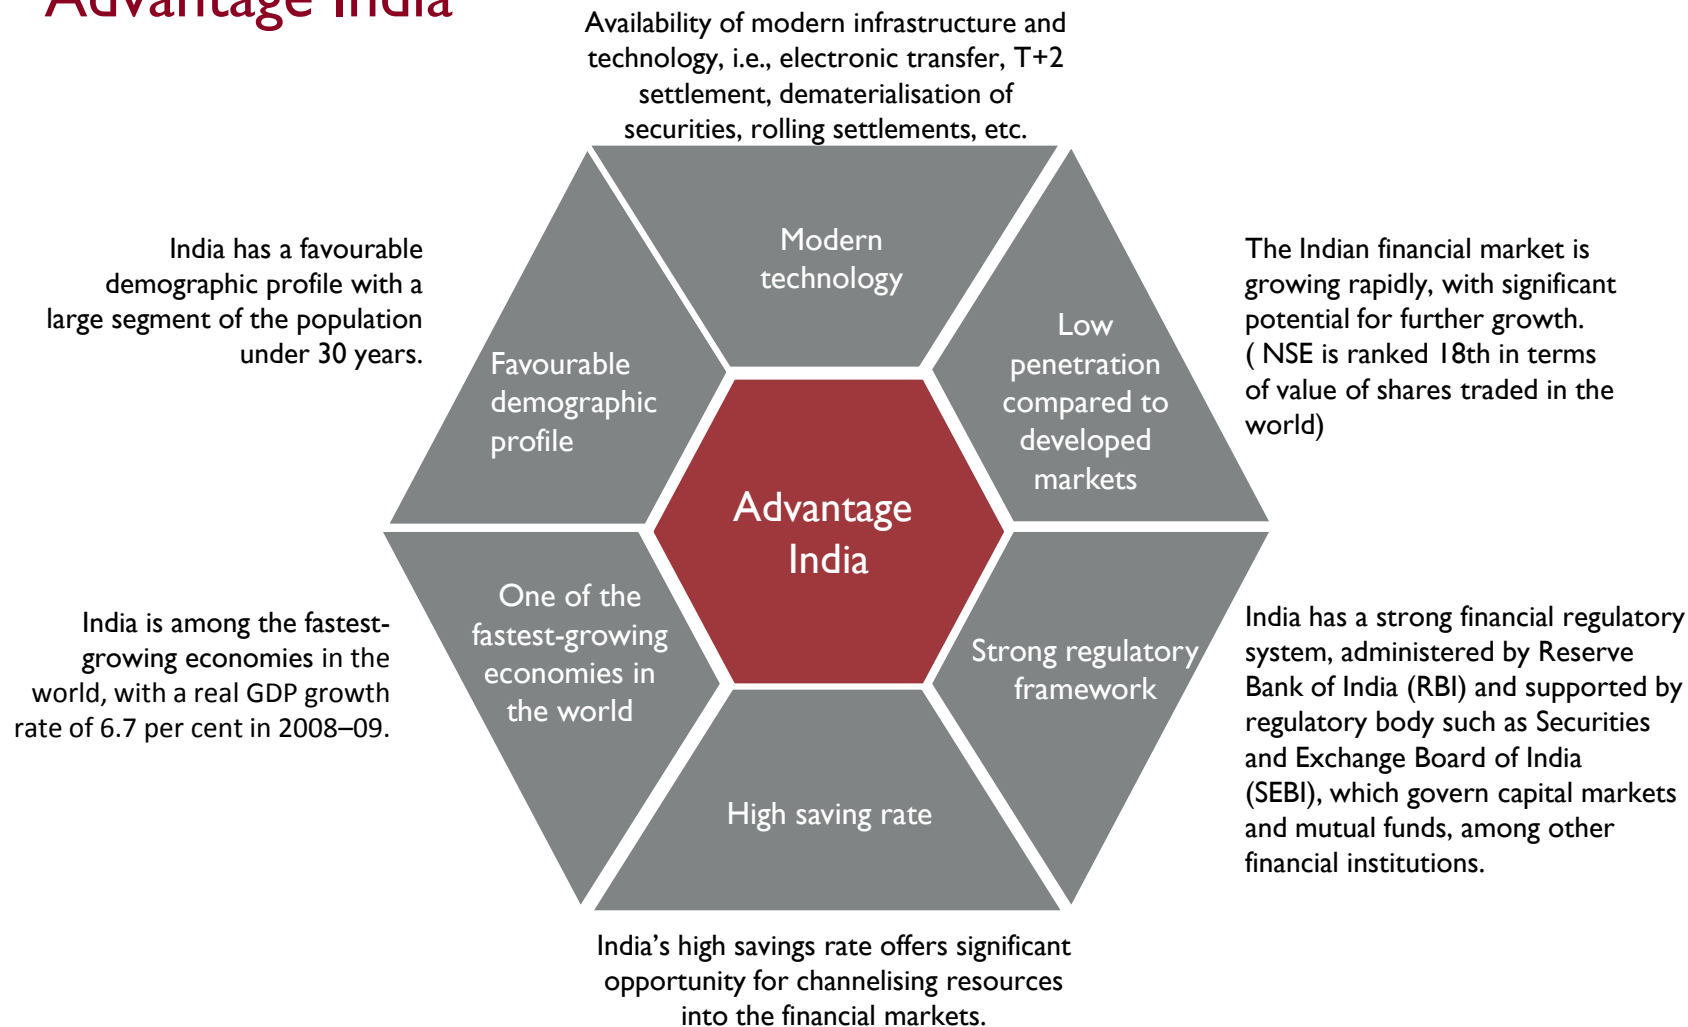 Advantage India
Availability of modern infrastructure and
technology, i.e., electronic transfer, T+2
settlement, dematerialisation of
securities, rolling settlements, etc.
India has a favourable
demographic profile with a
large segment of the population
under 30 years.
Modern
technology
The Indian financial market is
growing rapidly, with significant
potential for further growth.
( NSE is ranked 18th in terms
of value of shares traded in the
world)
Favourable
demographic
profile
Low
penetration
compared to
developed
markets
Advantage
India
India is among the fastest-
growing economies in the
world, with a real GDP growth
rate of 6.7 per cent in 2008–09.
One of the
fastest-growing
economies in
the world
Strong regulatory
framework
India has a strong financial regulatory
system, administered by Reserve
Bank of India (RBI) and supported by
regulatory body such as Securities
and Exchange Board of India
(SEBI), which govern capital markets
and mutual funds, among other
financial institutions.
High saving rate
India’s high savings rate offers significant
opportunity for channelising resources
into the financial markets.